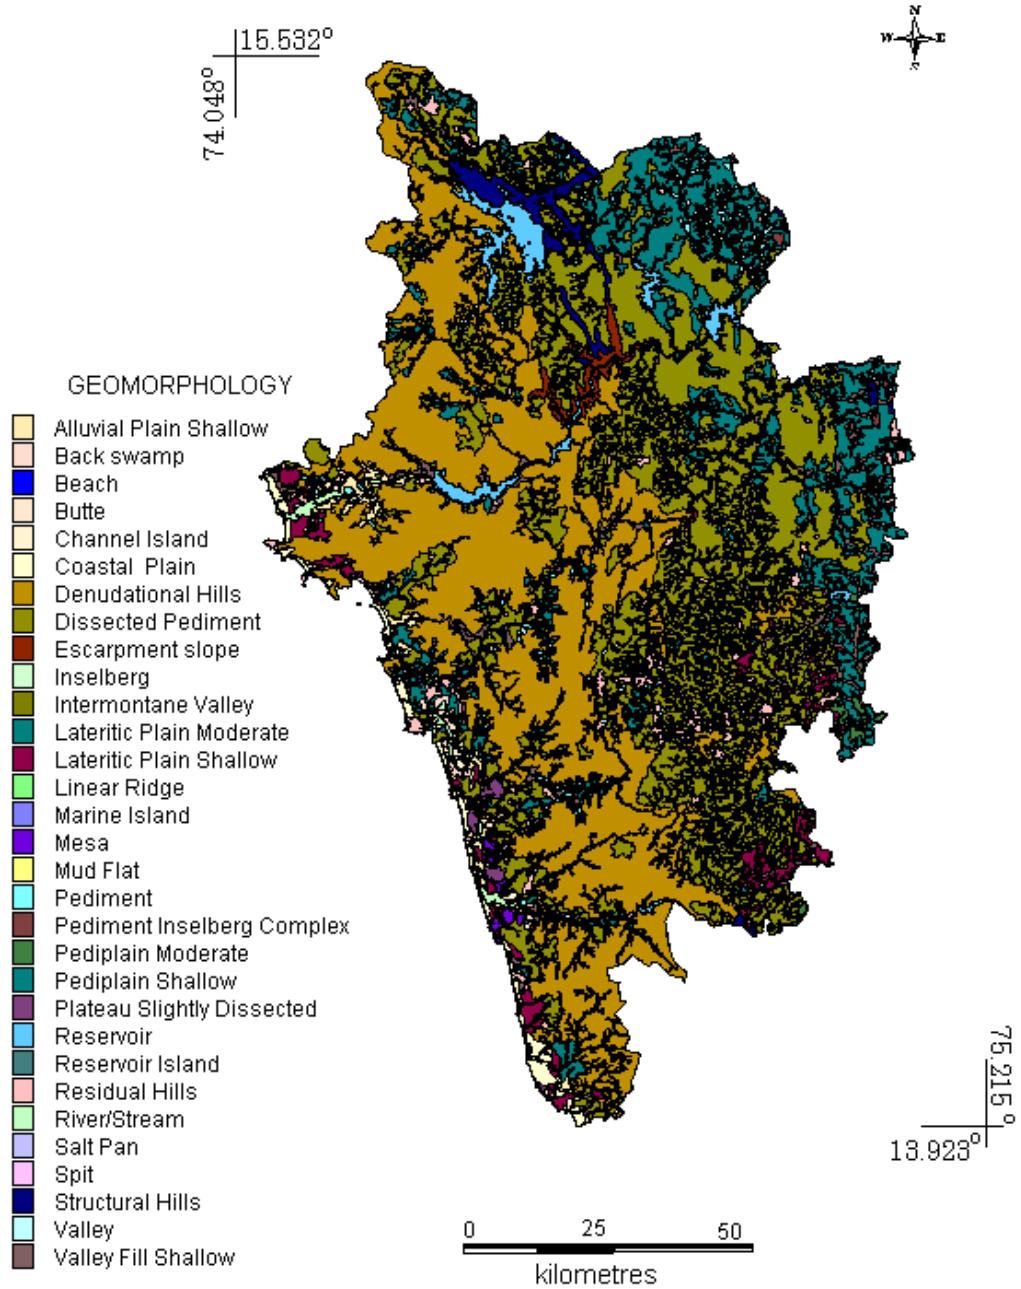 N
W E
S
15.532°
74.048°
GEOMORPHOLOGY
Alluvial Plain Shallow
Back swamp
Beach
Butte
Channel Island
Coastal Plain
Denudational Hills
Dissected Pediment
Escarpment slope
Inselberg
Intermontane Valley
Lateritic Plain Moderate
Lateritic Plain Shallow
Linear Ridge
Marine Island
Mesa
Mud Flat
Pediment
Pediment Inselberg Complex
Pediplain Moderate
Pediplain Shallow
Plateau Slightly Dissected
Reservoir
Reservoir Island
Residual Hills
River/Stream
Salt Pan
Spit
Structural Hills
Valley
Valley Fill Shallow
75.215°
13.923°
0 25 50
kilometres